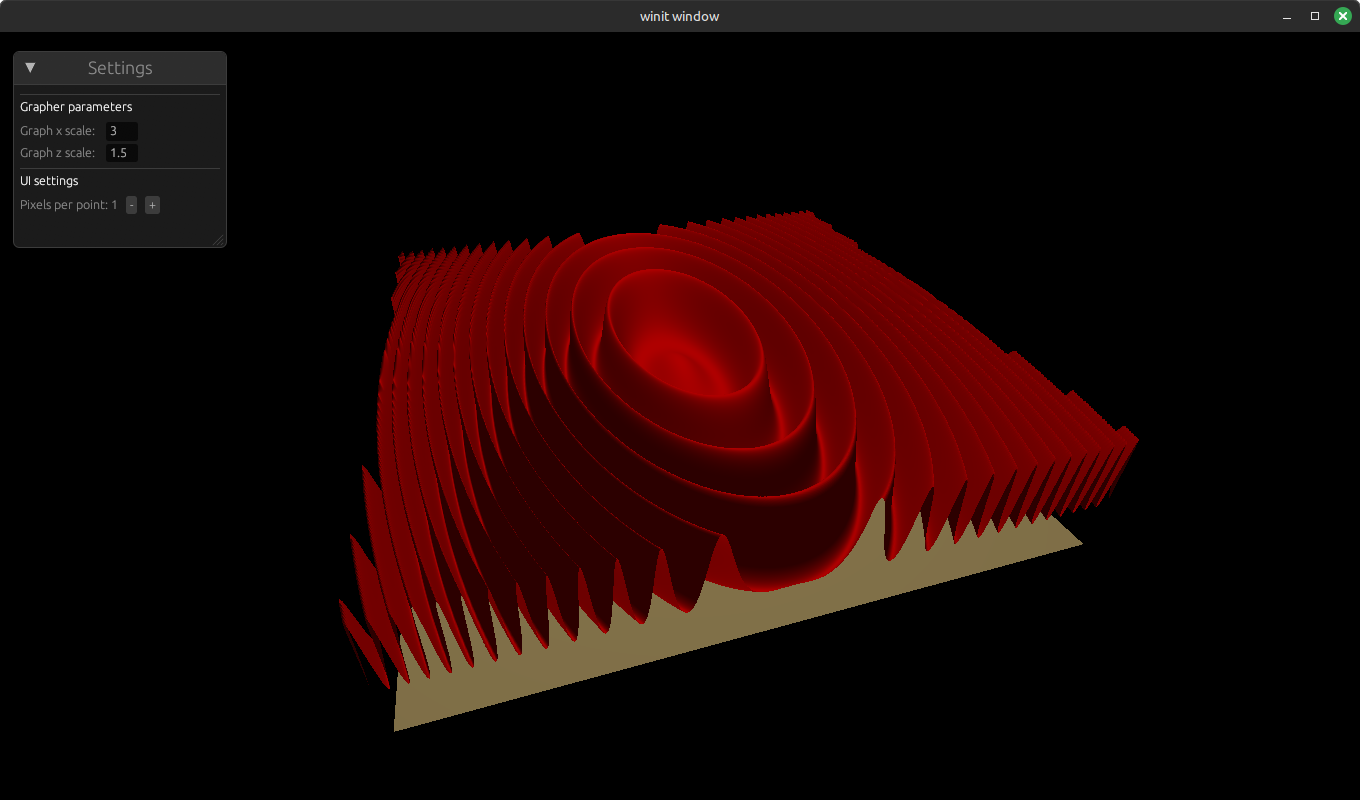 winit window
Settings
Grapher parameters
Graph x scale: 3
Graph z scale: 1.5
UI settings
Pixels per point: 1 - +